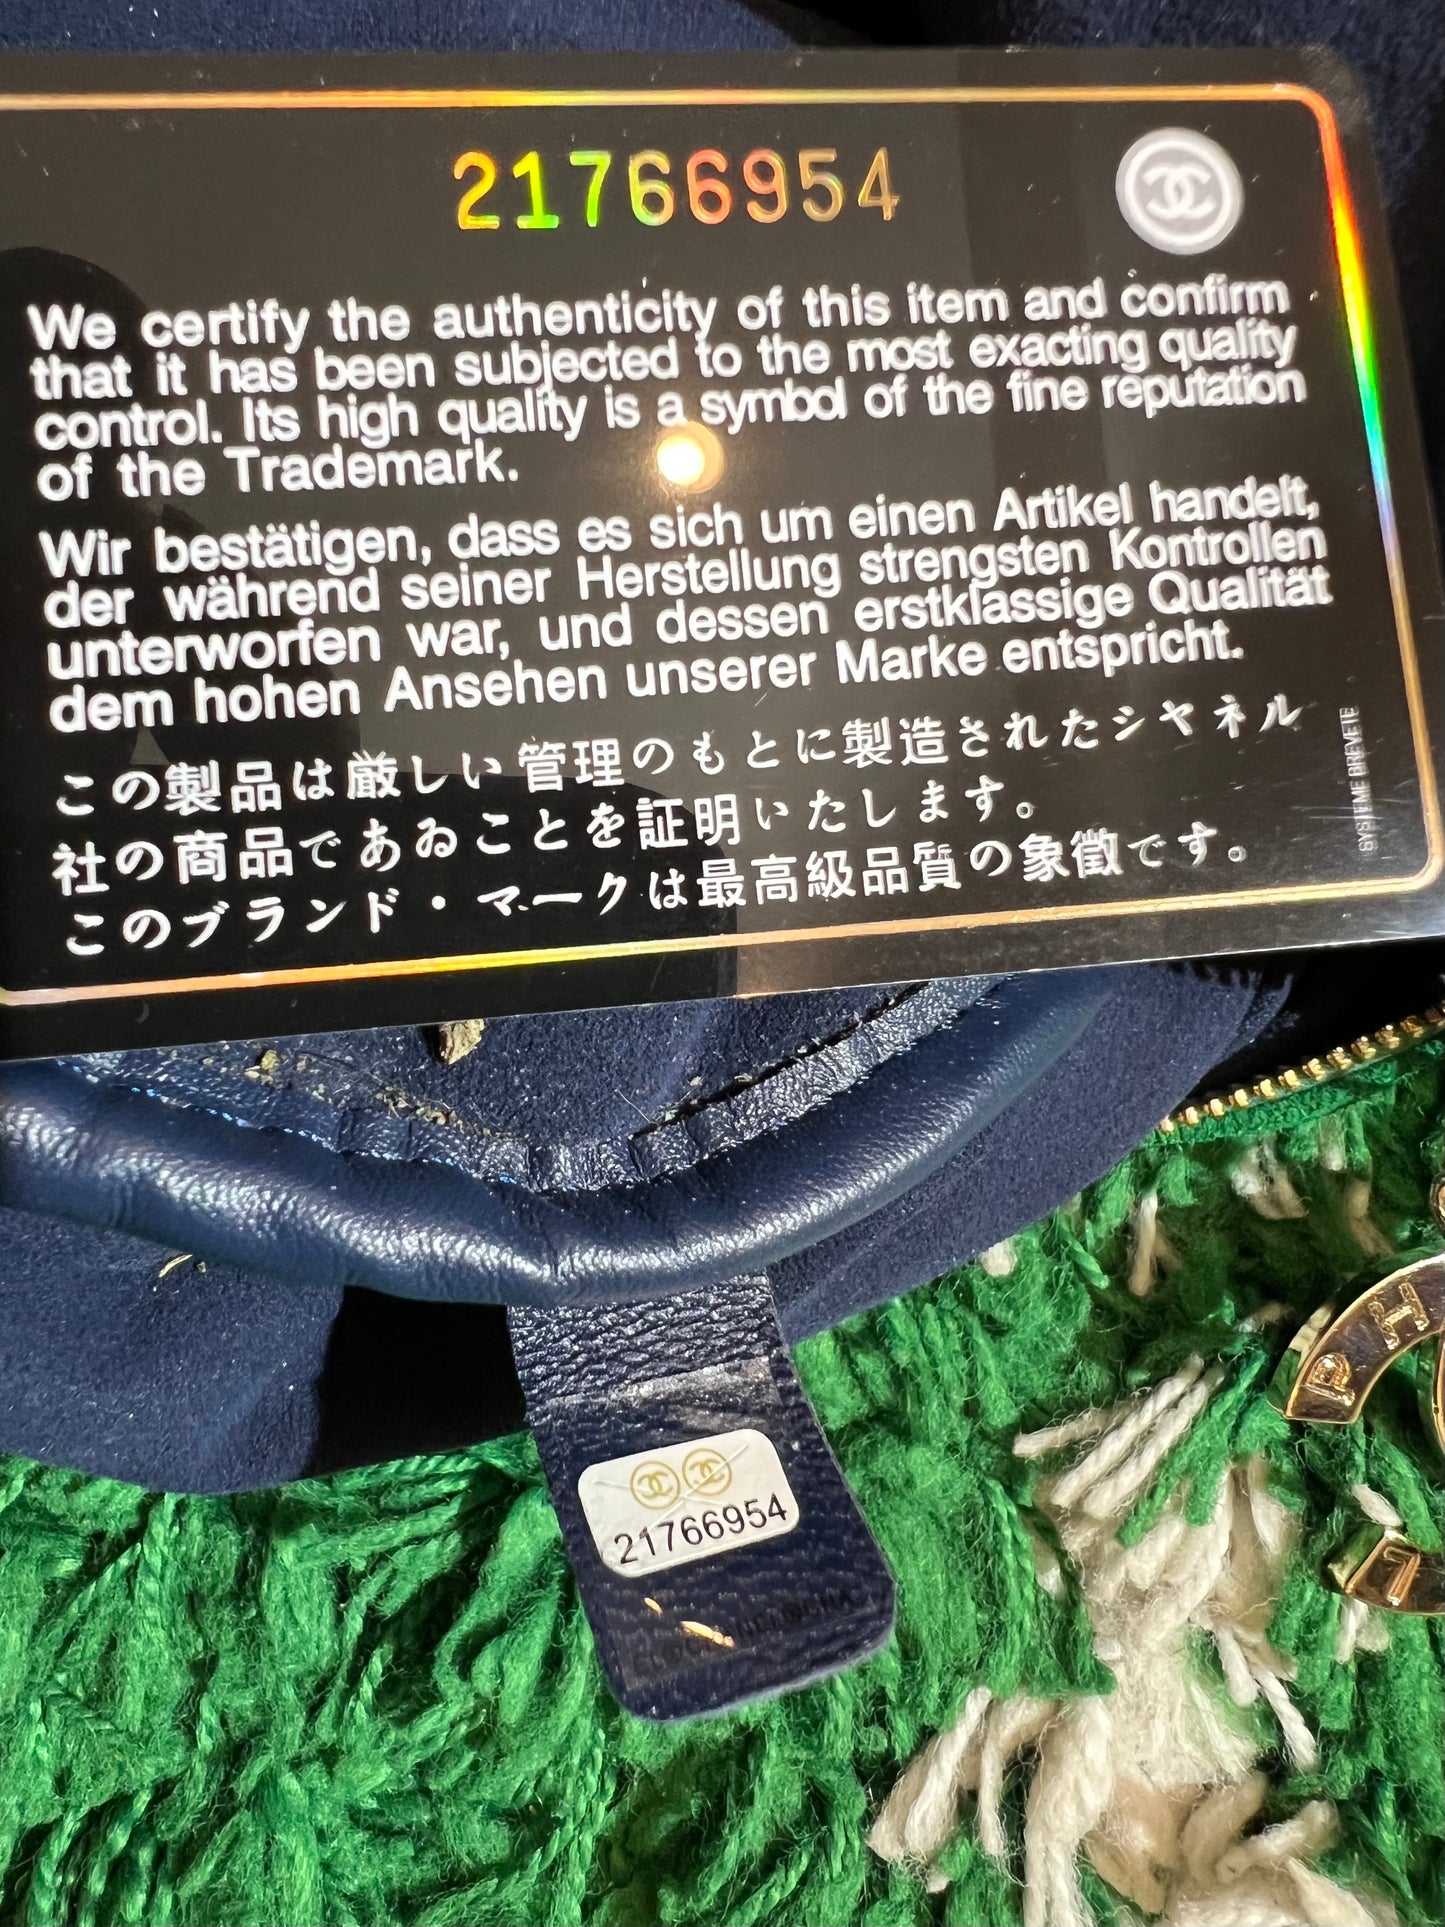 21766954
We certify the authenticity of this item and confirm
that it has been subjected to the most exacting quality
control. Its high quality is a symbol of the fine reputation
of the Trademark.
Wir bestätigen, dass es sich um einen Artikel handelt,
der während seiner Herstellung strengsten Kontrollen
unterworfen war, und dessen erstklassige Qualität
dem hohen Ansehen unserer Marke entspricht.
この製品は厳しい管理のもとに製造されたシヤネル
社の商品であゐことを証明いたします。
このブランド・マークは最高級品質の象徴です。
SYSTEME BREVETE
21766954
P H
L